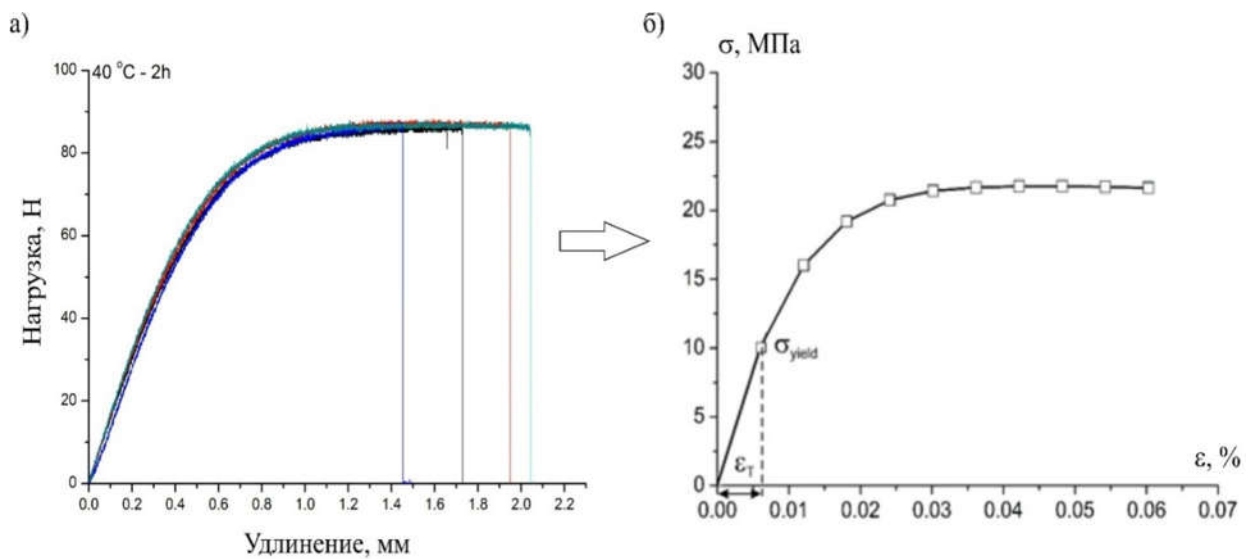 а)
40 °C - 2h
Нагрузка, Н
100
80
60
40
20
0
0.0 0.2 0.4 0.6 0.8 1.0 1.2 1.4 1.6 1.8 2.0 2.2
Удлинение, мм
б)
σ, МПа
30
25
20
15
10
5
0
σyield
εТ
ε, %
0.00 0.01 0.02 0.03 0.04 0.05 0.06 0.07